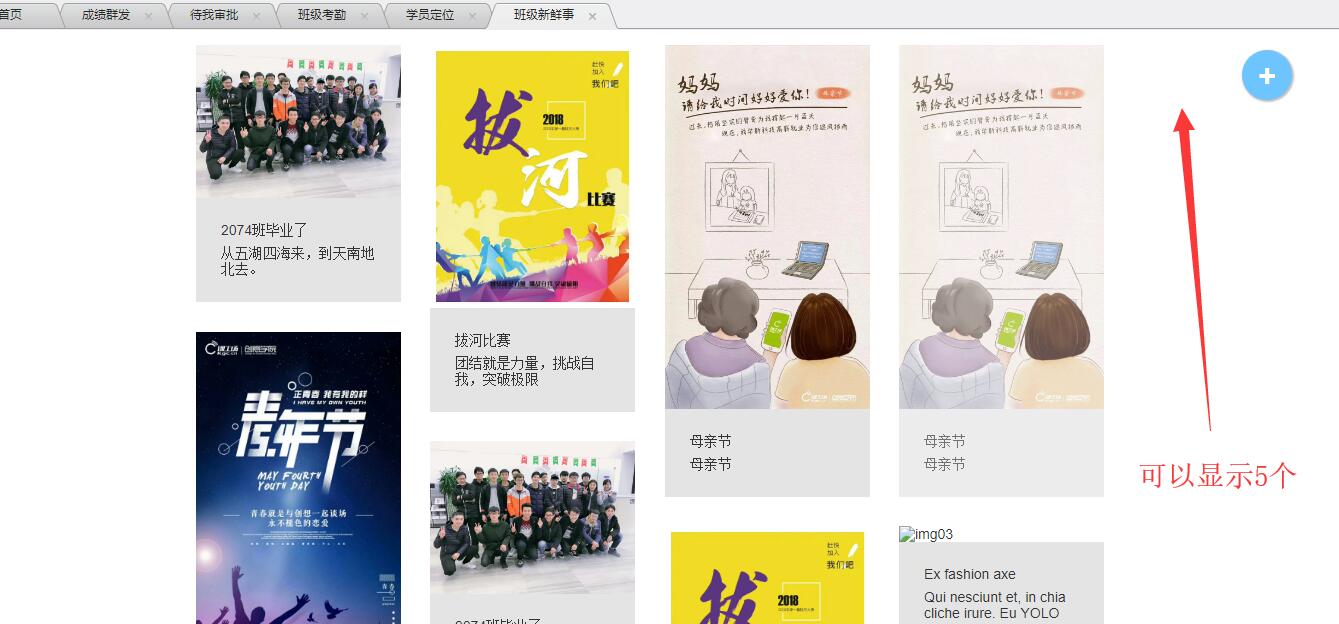 首页
成绩群发
待我审批
班级考勤
学员定位
班级新鲜事
2074班毕业了
从五湖四海来，到天南地
北去。
课工场
kgc.cn
创意学院
正青春 我有我的样
I HAVE MY OWN YOUTH
青年节
MAY FOURTH
YOUTH DAY
青春就是与创想一起谈场
永不褪色的恋爱
赶快
加入
我们吧
拔
2018
河
比赛
拔河比赛
团结就是力量，挑战自
我，突破极限
2074班毕业了
妈妈
请给我时间好好爱你！
母亲节
母亲节
母亲节
赶快
加入
我们吧
拔
2018
妈妈
请给我时间好好爱你！
母亲节
母亲节
母亲节
img03
Ex fashion axe
Qui nesciunt et, in chia
cliche irure. Eu YOLO
+
可以显示5个